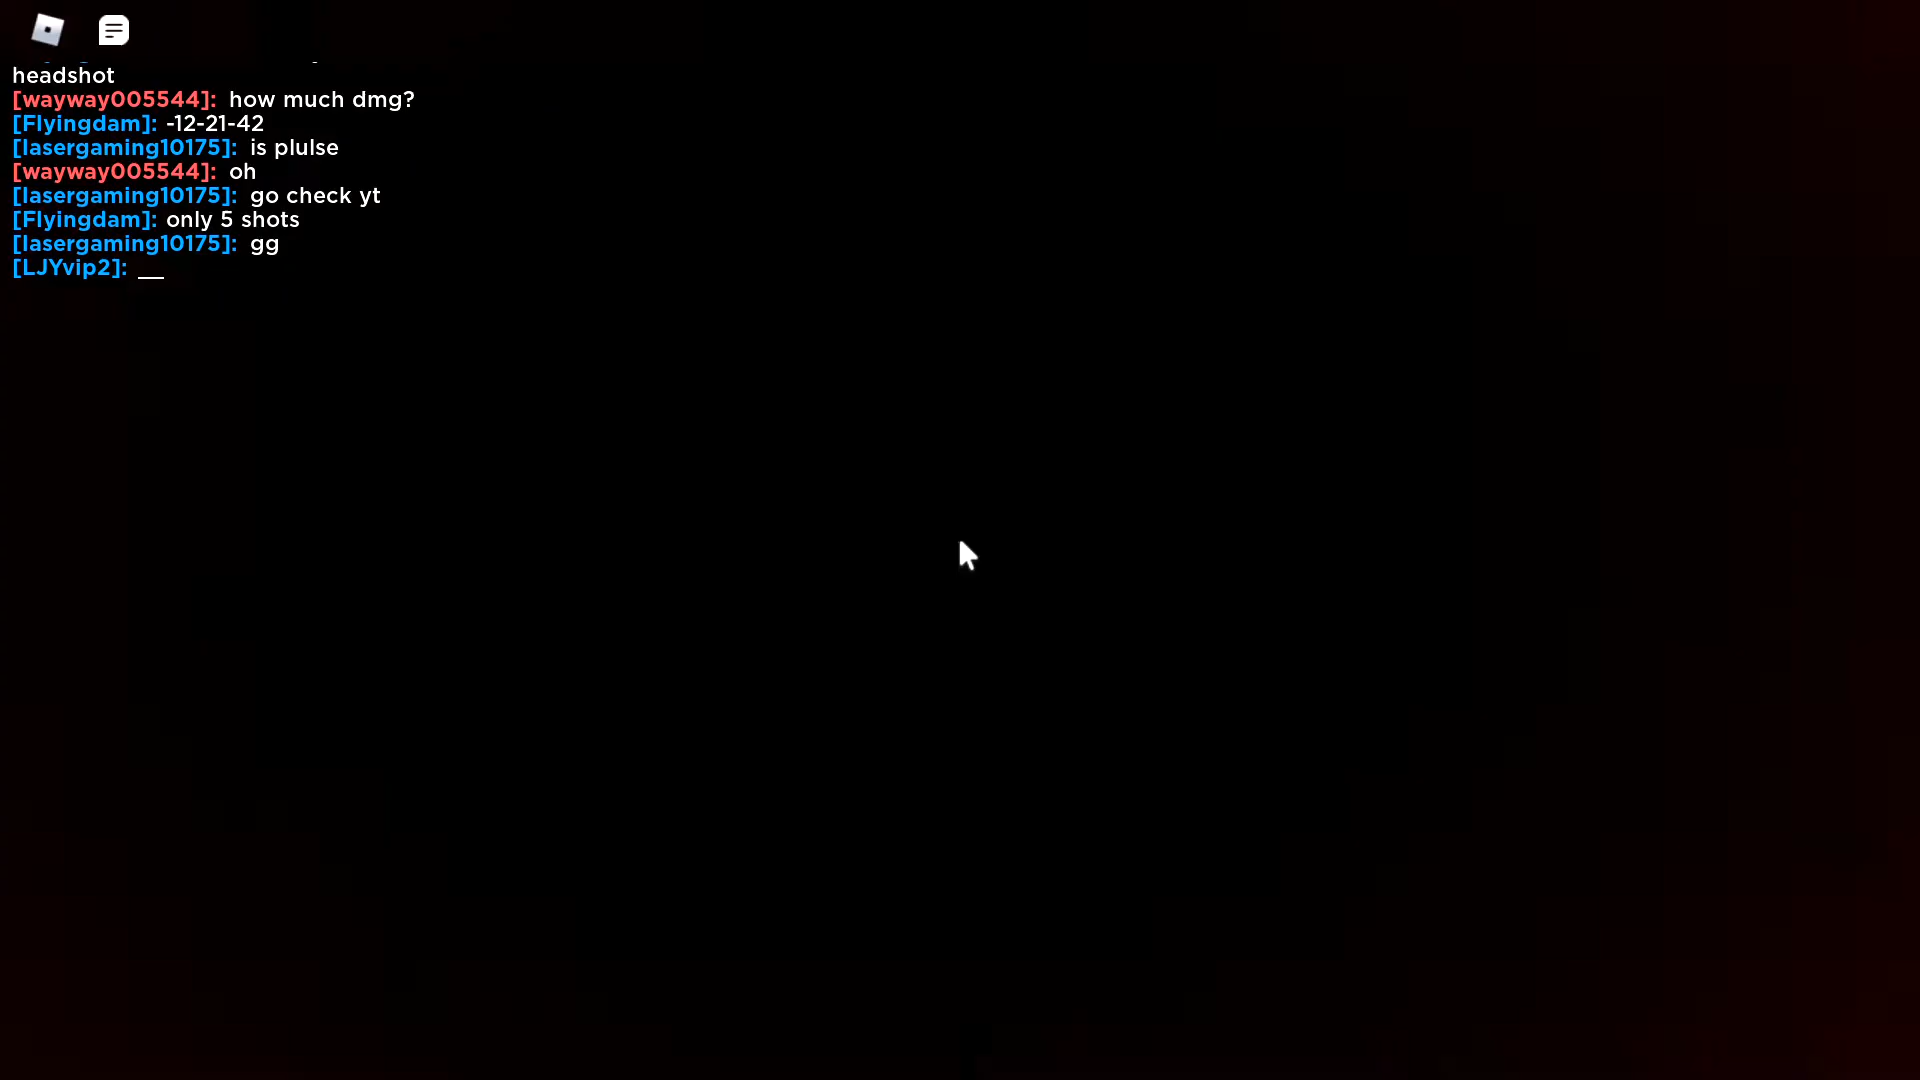 headshot
[wayway005544]: how much dmg?
[Flyingdam]: -12-21-42
[lasergaming10175]: is plulse
[wayway005544]: oh
[lasergaming10175]: go check yt
[Flyingdam]: only 5 shots
[lasergaming10175]: gg
[LJYvip2]: __